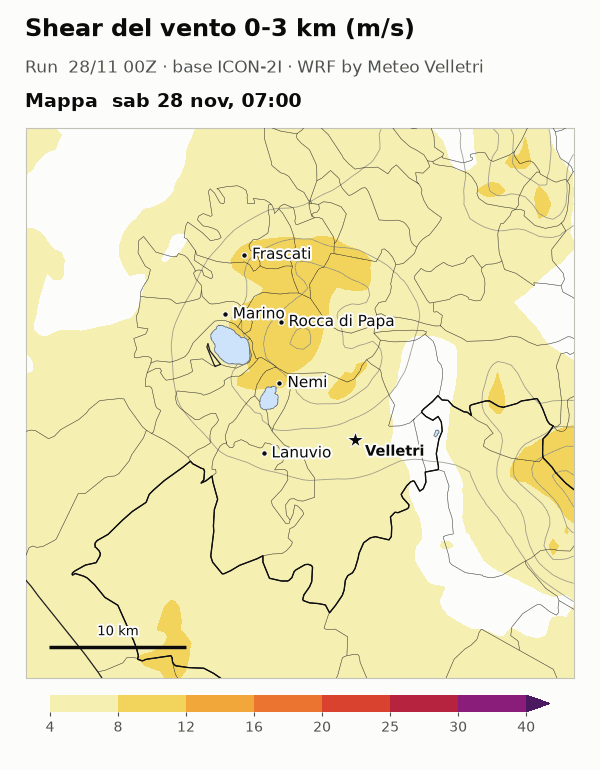 Shear del vento 0-3 km (m/s)
Run  28/11 00Z · base ICON-2I · WRF by Meteo Velletri
Mappa  sab 28 nov, 07:00
Frascati
Marino
Rocca di Papa
Nemi
Velletri
Lanuvio
10 km
4 8 12 16 20 25 30 40